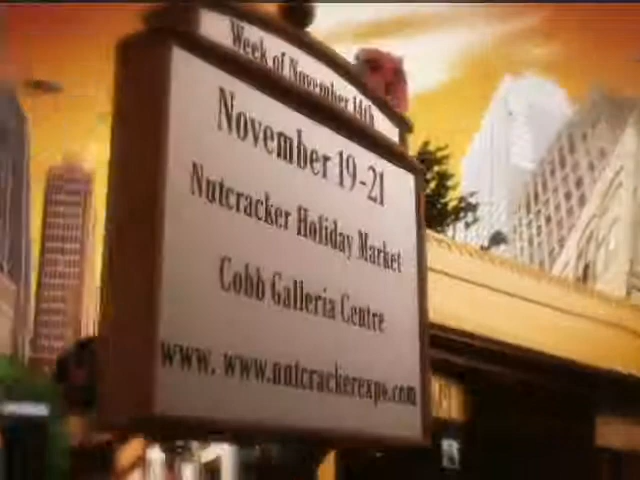 Week of November 14th
November 19-21
Nutcracker Holiday Market
Cobb Galleria Centre
www. www.nutcrackerexpo.com